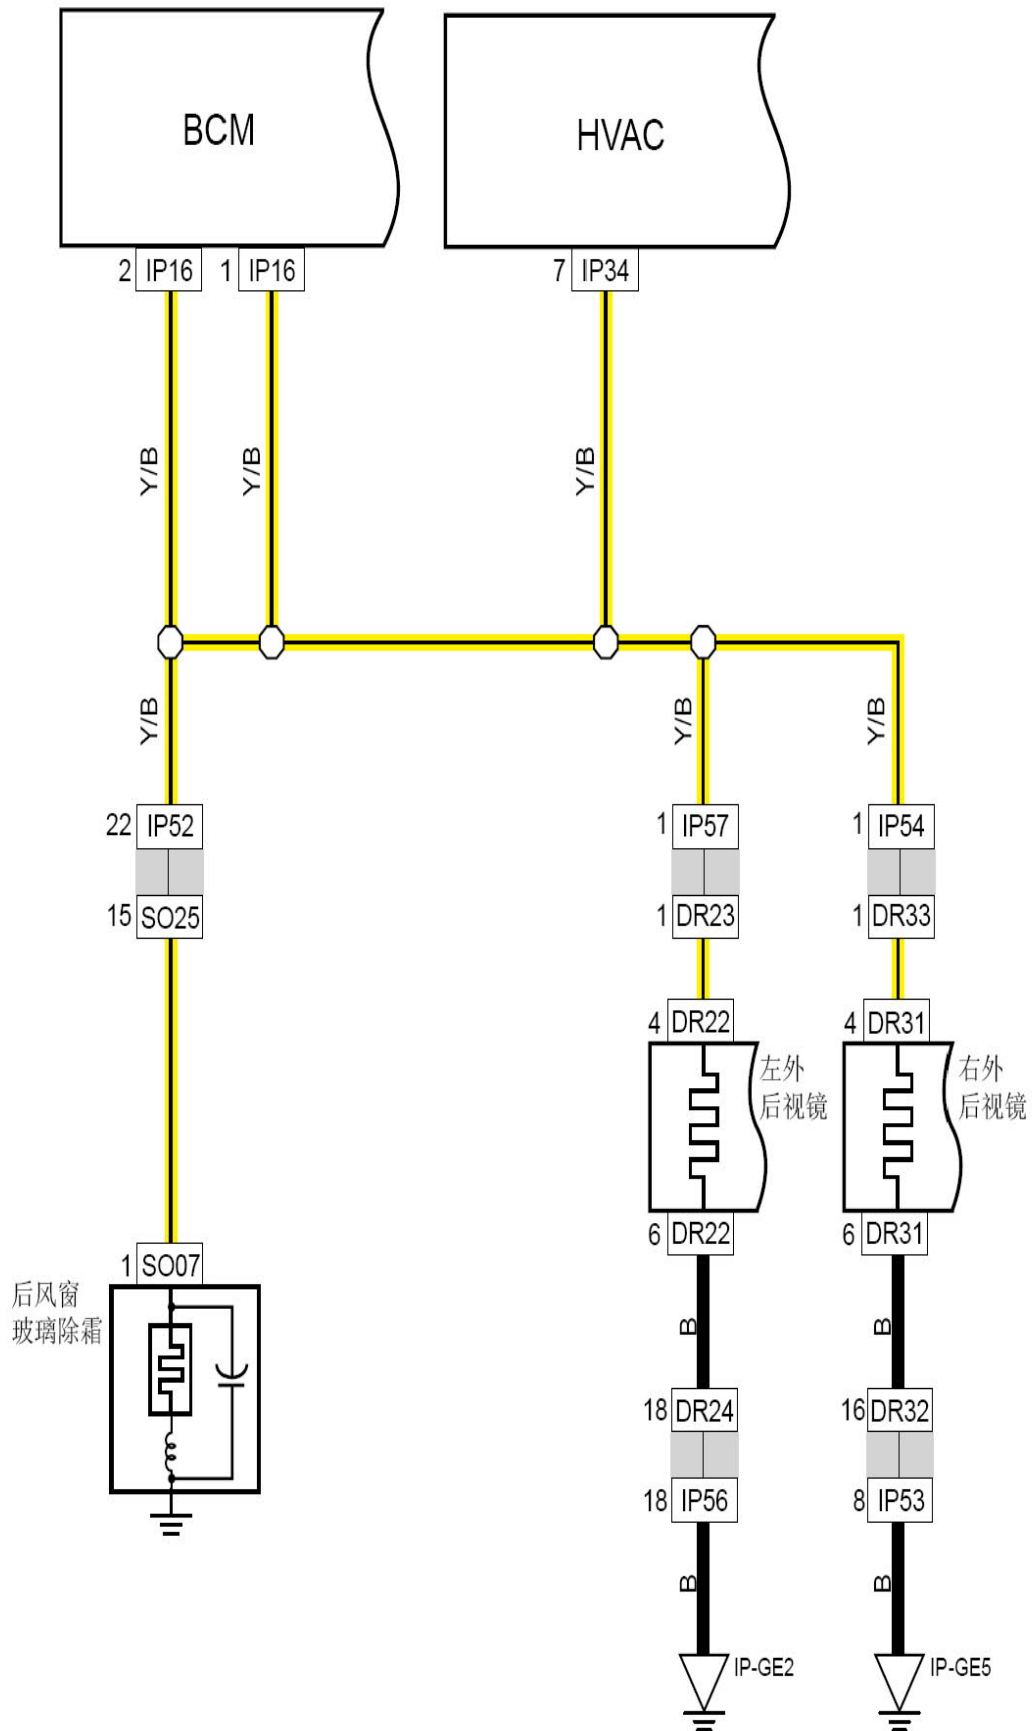 BCM
HVAC
2 IP16
1 IP16
7 IP34
Y/B
Y/B
Y/B
Y/B
Y/B
Y/B
22 IP52
1 IP57
1 IP54
15 SO25
1 DR23
1 DR33
4 DR22
4 DR31
左外
后视镜
右外
后视镜
6 DR22
6 DR31
1 SO07
后风窗
玻璃除霜
B
B
18 DR24
16 DR32
18 IP56
8 IP53
B
B
IP-GE2
IP-GE5